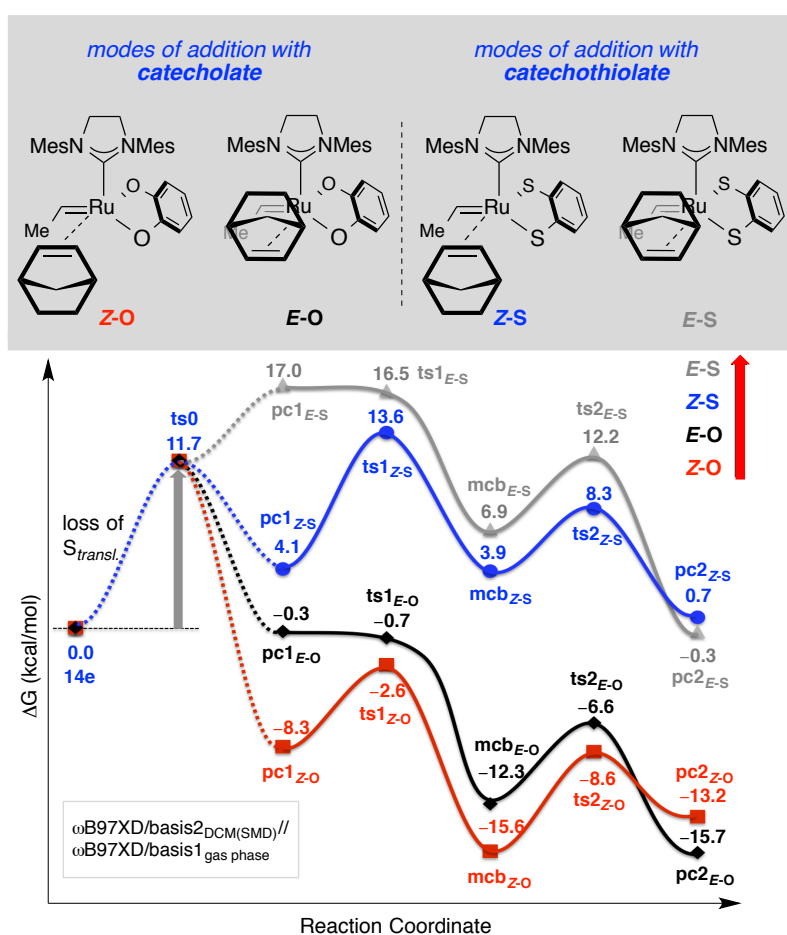 modes of addition with
catecholate
modes of addition with
catechothiolate
MesN NMes
Ru
O
O
Me
Z-O
MesN NMes
Ru
O
O
Me
E-O
MesN NMes
Ru
S
S
Me
Z-S
MesN NMes
Ru
S
S
Me
E-S
E-S
Z-S
E-O
Z-O
ΔG (kcal/mol)
0.0
14e
loss of
Stransl.
ts0
11.7
17.0
pc1E-S
16.5
ts1E-S
mcbE-S
6.9
ts2E-S
12.2
−0.3
pc2E-S
pc1Z-S
4.1
13.6
ts1Z-S
3.9
mcbZ-S
8.3
ts2Z-S
pc2Z-S
0.7
−0.3
pc1E-O
ts1E-O
−0.7
mcbE-O
−12.3
ts2E-O
−6.6
−15.7
pc2E-O
−8.3
pc1Z-O
−2.6
ts1Z-O
−15.6
mcbZ-O
−8.6
ts2Z-O
pc2Z-O
−13.2
ωB97XD/basis2DCM(SMD)//
ωB97XD/basis1gas phase
Reaction Coordinate